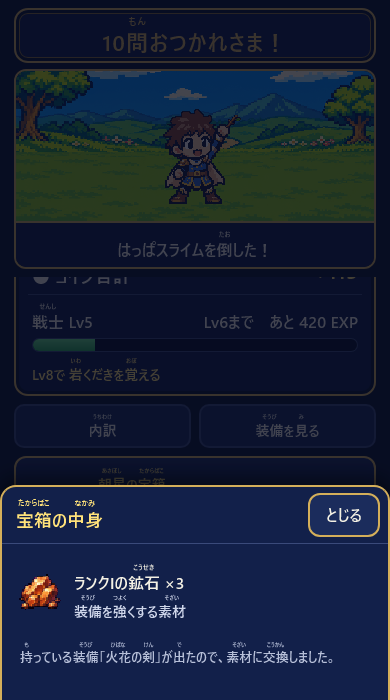 10問おつかれさま！
はっぱスライムを倒した！
戦士 Lv5
Lv6まで あと 420 EXP
Lv8で 岩くだきを覚える
内訳
装備を見る
宝箱の中身
とじる
ランク1の鉱石 ×3
装備を強くする素材
持っている装備「火花の剣」が出たので、素材に交換しました。